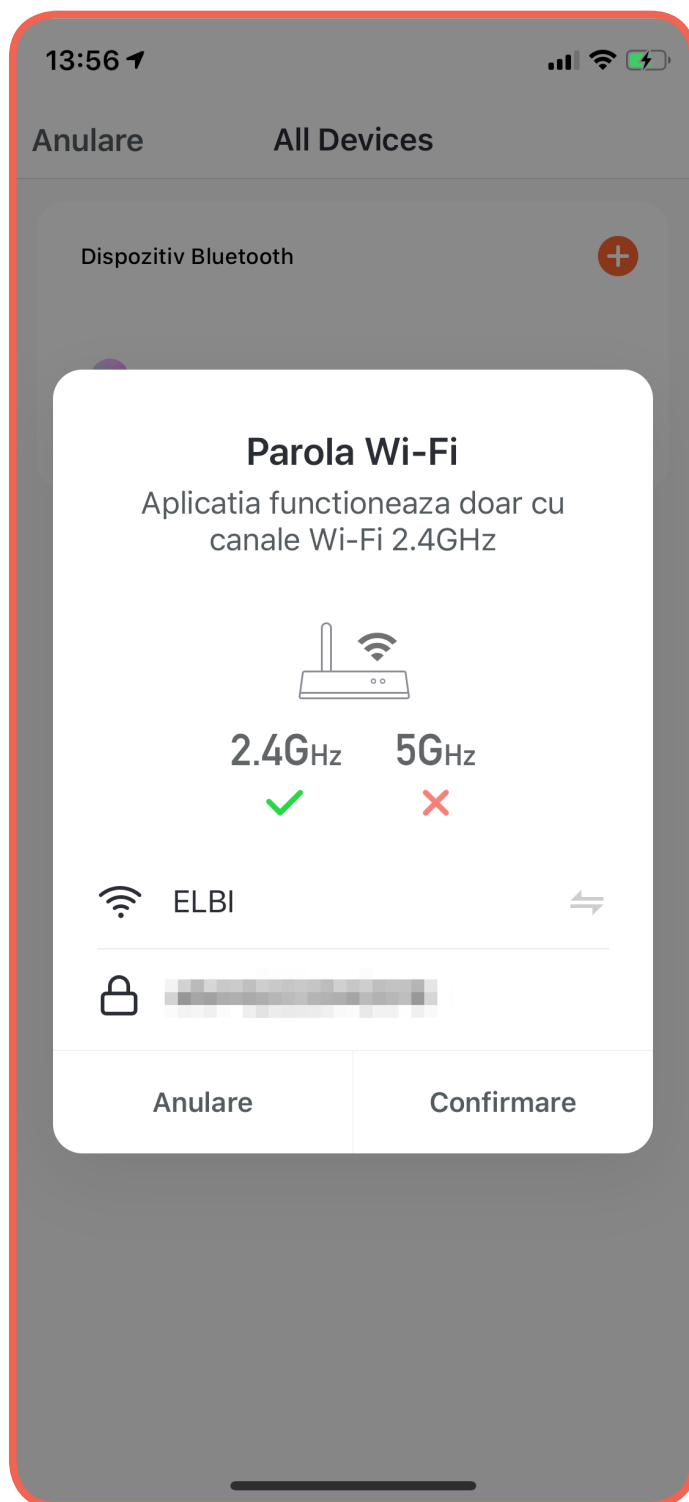 13:56
Anulare All Devices
Dispozitiv Bluetooth
Parola Wi-Fi
Aplicatia functioneaza doar cu
canale Wi-Fi 2.4GHz
2.4GHz 5GHz
ELBI
Anulare Confirmare